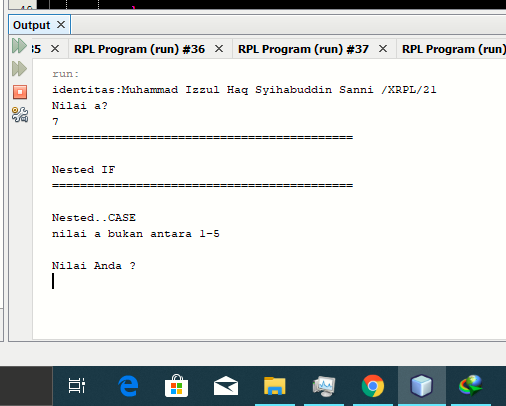 Output
35 RPL Program (run) #36 RPL Program (run) #37 RPL Program (run)
run:
identitas:Muhammad Izzul Haq Syihabuddin Sanni /XRPL/21
Nilai a?
7
===========================================
Nested IF
===========================================
Nested..CASE
nilai a bukan antara 1-5
Nilai Anda ?